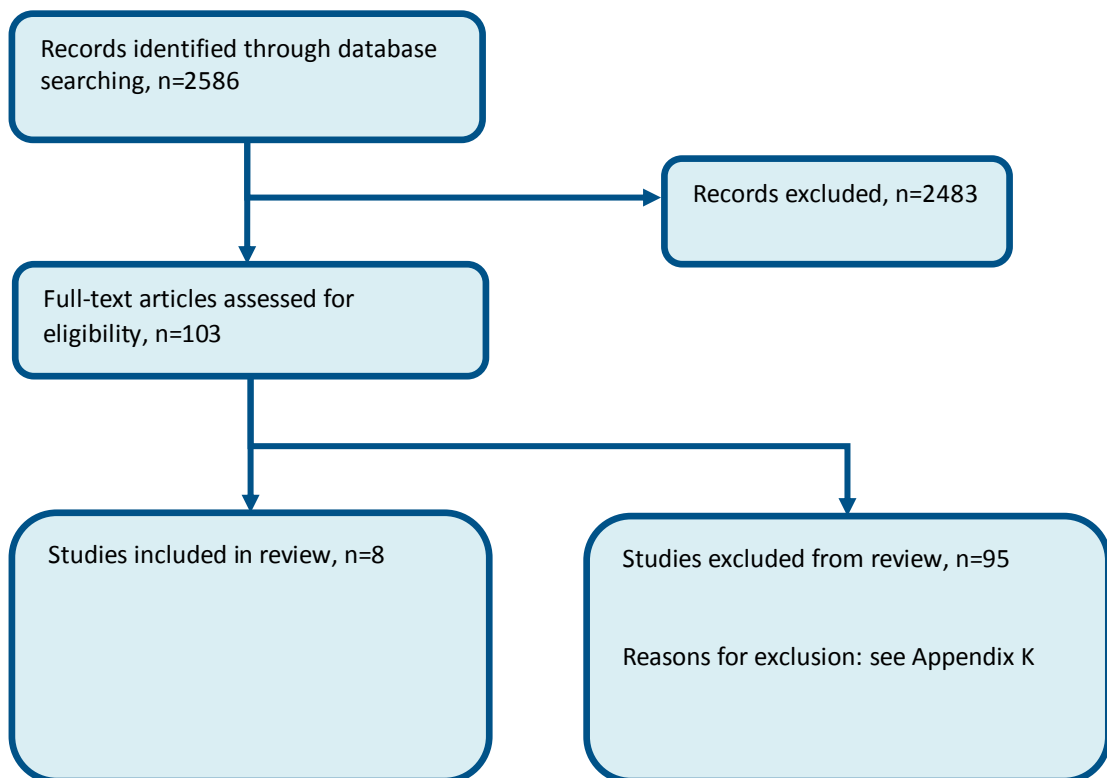 Records identified through database
searching, n=2586
Records excluded, n=2483
Full-text articles assessed for
eligibility, n=103
Studies included in review, n=8
Studies excluded from review, n=95
Reasons for exclusion: see Appendix K